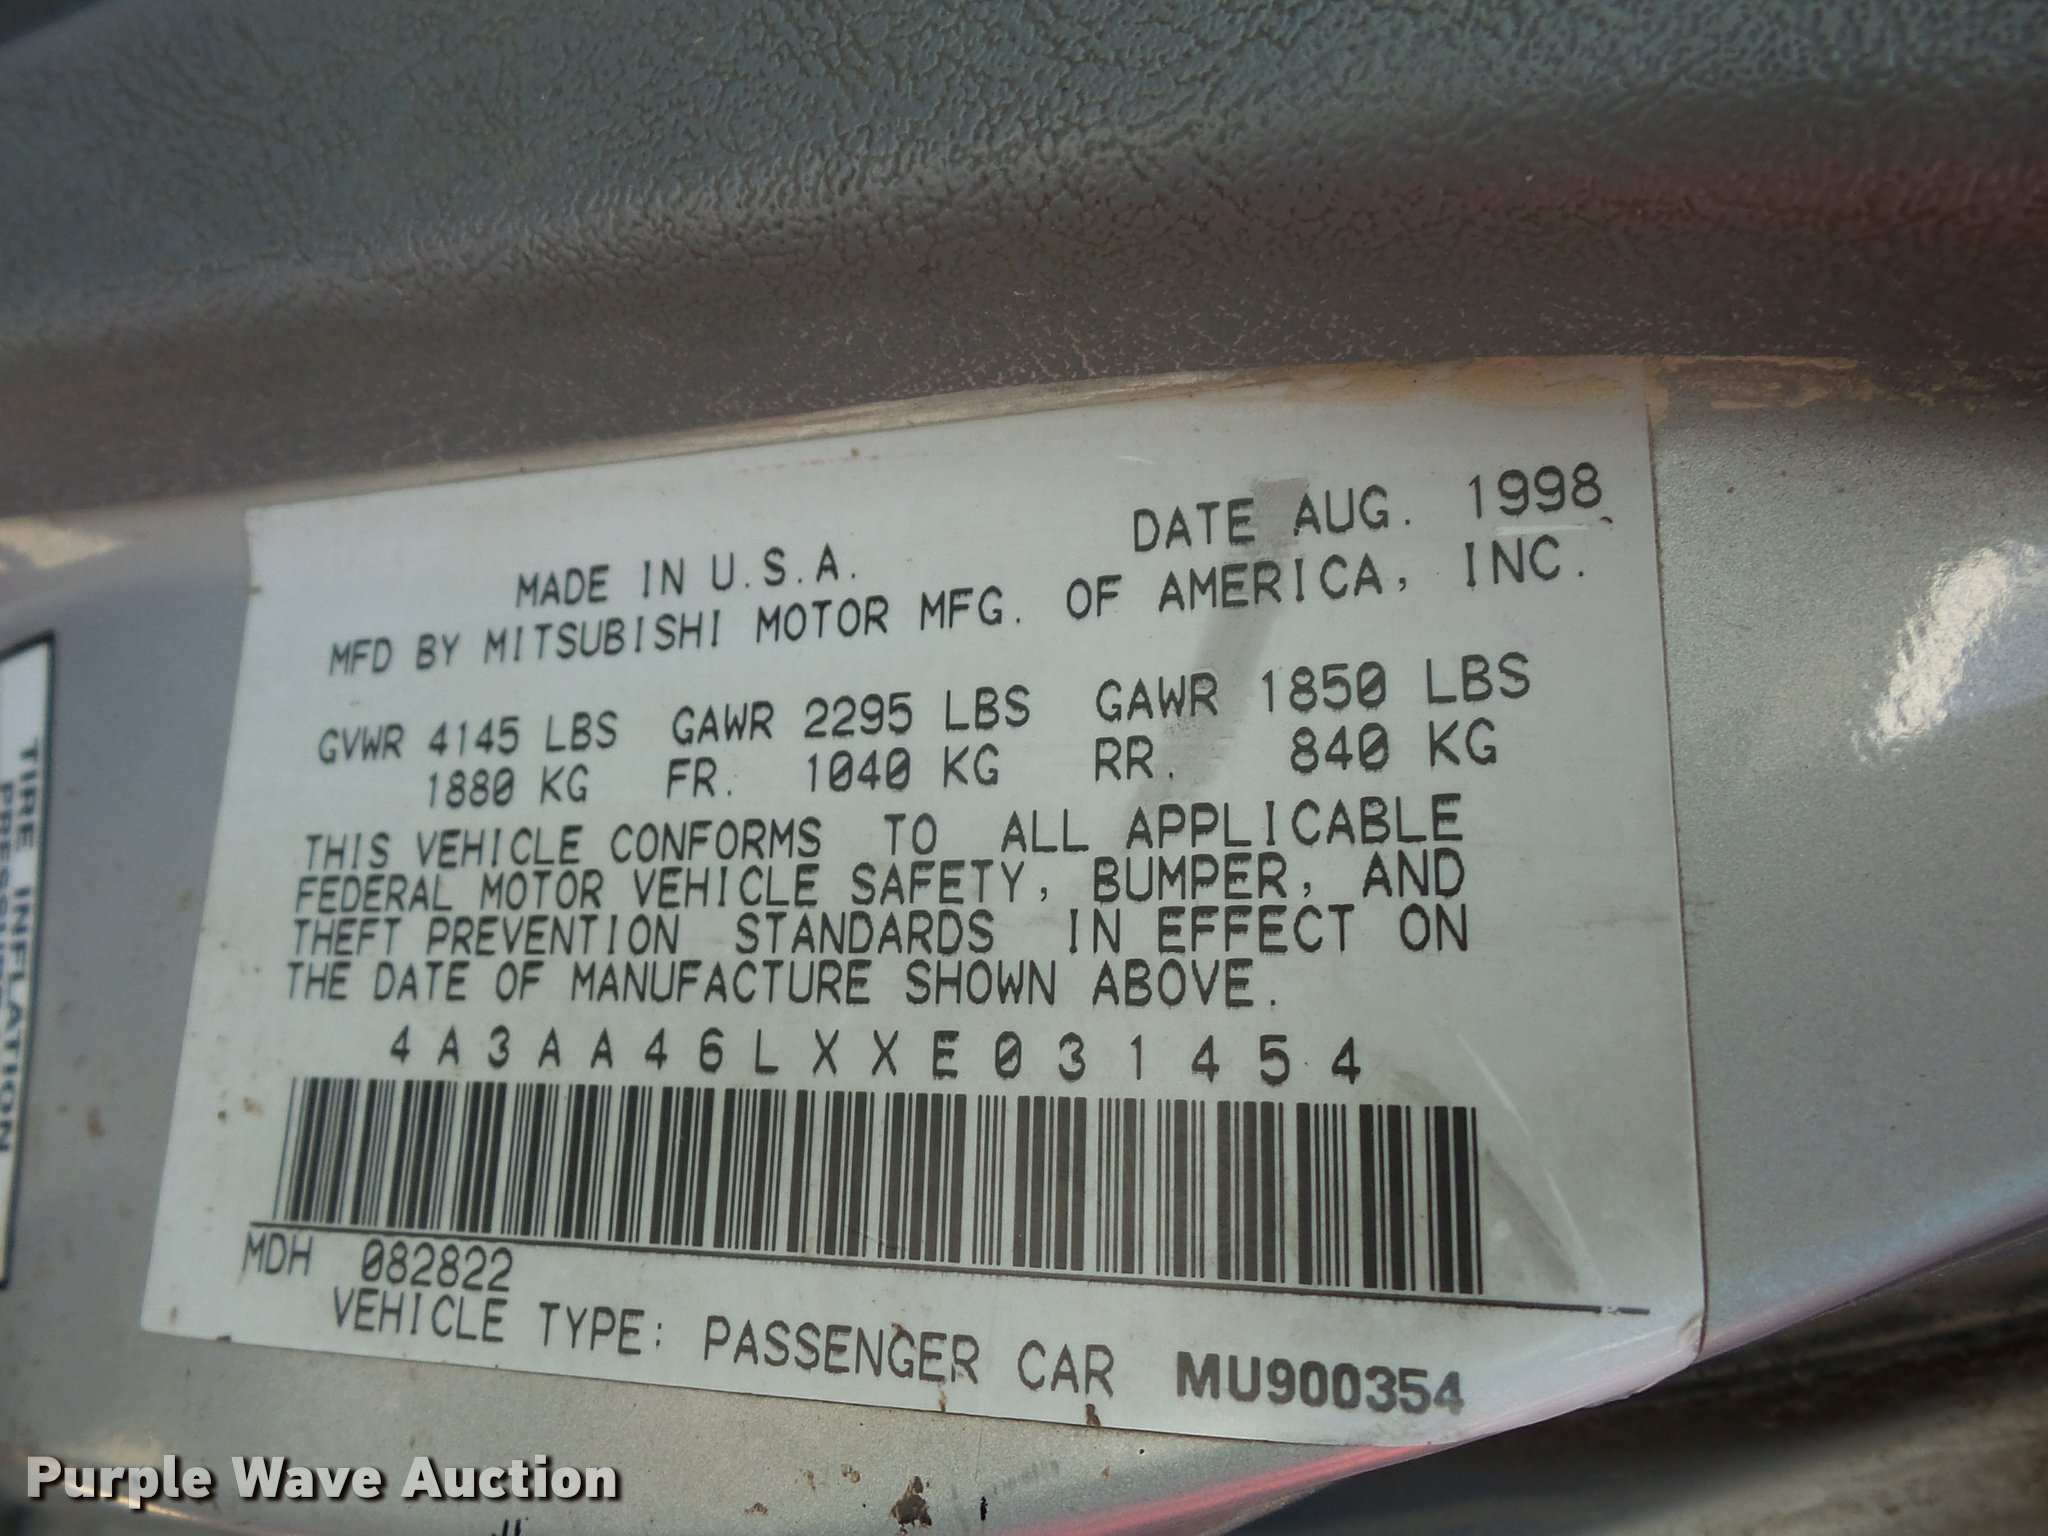 DATE AUG. 1998
MADE IN U.S.A.
MFD BY MITSUBISHI MOTOR MFG. OF AMERICA, INC.
GVWR 4145 LBS GAWR 2295 LBS GAWR 1850 LBS
1880 KG FR. 1040 KG RR. 840 KG
THIS VEHICLE CONFORMS TO ALL APPLICABLE
FEDERAL MOTOR VEHICLE SAFETY, BUMPER, AND
THEFT PREVENTION STANDARDS IN EFFECT ON
THE DATE OF MANUFACTURE SHOWN ABOVE.
4A3AA46LXXE031454
MDH 082822
VEHICLE TYPE: PASSENGER CAR MU900354
TIRE INFLATION
Purple Wave Auction